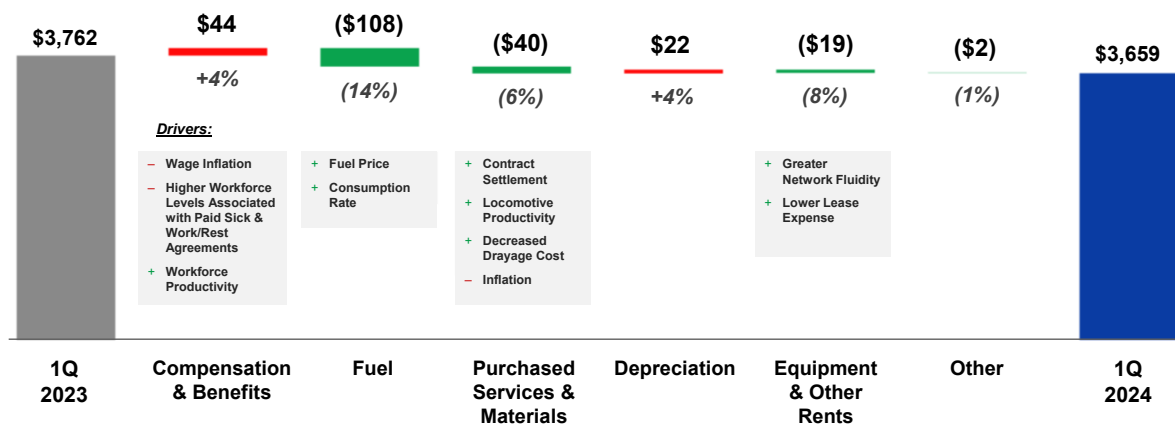 $3,762
$44
+4%
($108)
(14%)
($40)
(6%)
$22
+4%
($19)
(8%)
($2)
(1%)
$3,659
Drivers:
– Wage Inflation
– Higher Workforce
Levels Associated
with Paid Sick &
Work/Rest
Agreements
+ Workforce
Productivity
+ Fuel Price
+ Consumption
Rate
+ Contract
Settlement
+ Locomotive
Productivity
+ Decreased
Drayage Cost
– Inflation
+ Greater
Network Fluidity
+ Lower Lease
Expense
1Q
2023
Compensation
& Benefits
Fuel
Purchased
Services &
Materials
Depreciation
Equipment
& Other
Rents
Other
1Q
2024